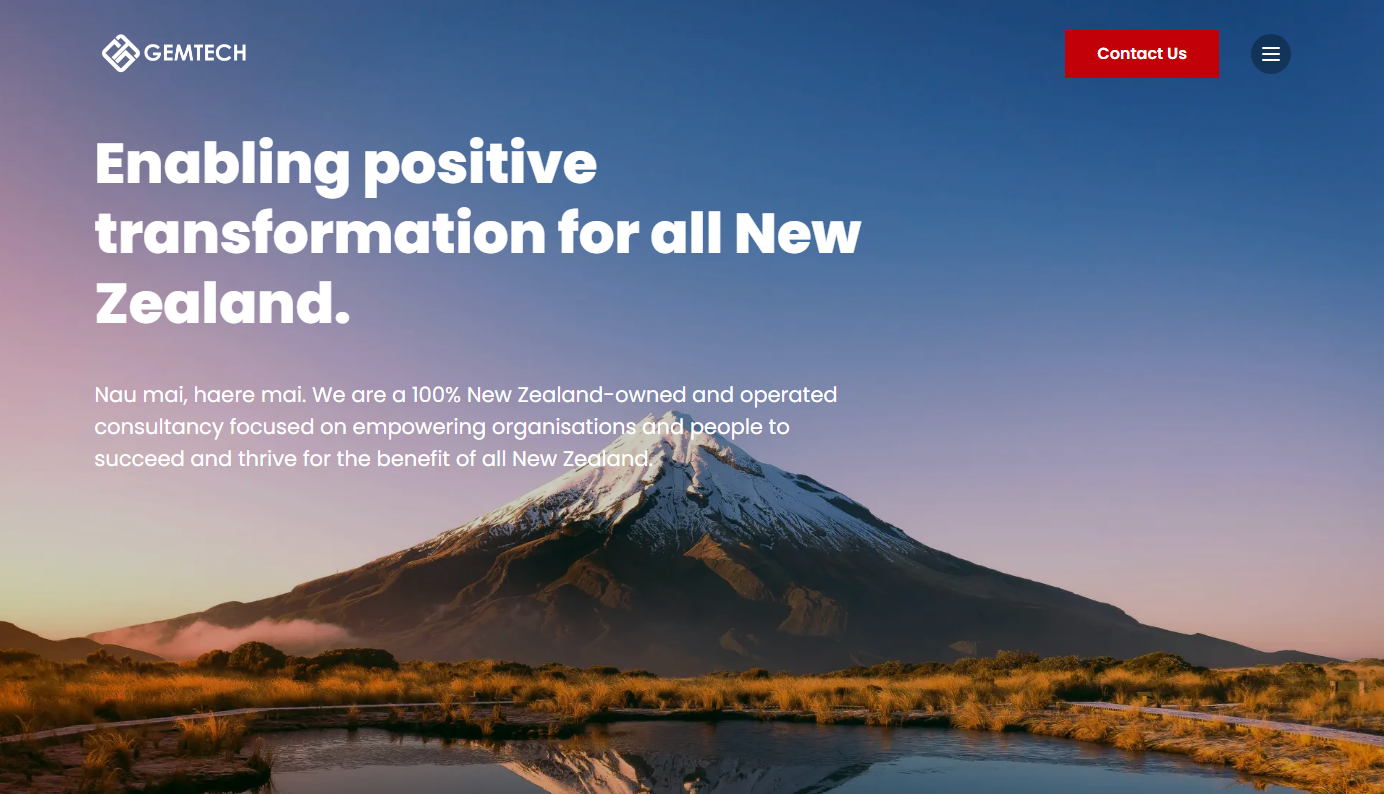 GEMTECH
Contact Us
Enabling positive
transformation for all New
Zealand.
Nau mai, haere mai. We are a 100% New Zealand-owned and operated
consultancy focused on empowering organisations and people to
succeed and thrive for the benefit of all New Zealand.